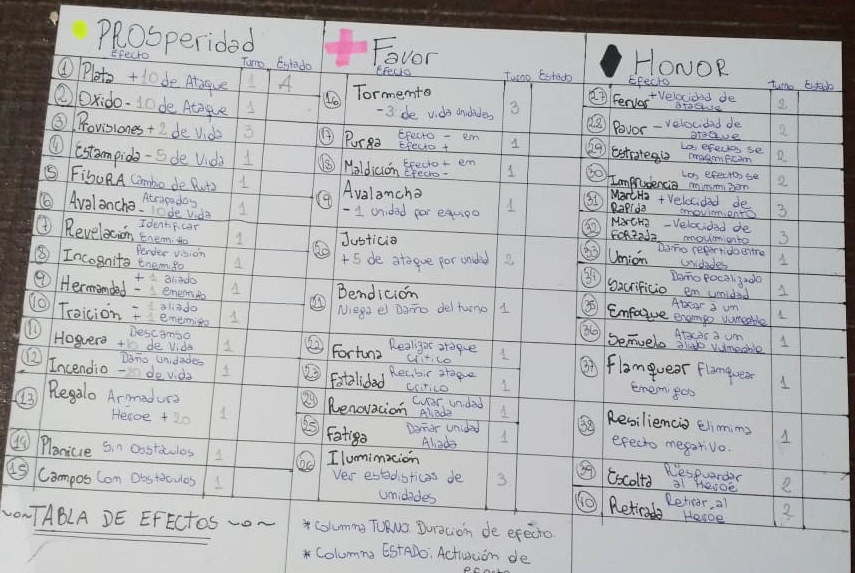 PROSperidad
Efecto Turno Estado
1 Plata +10 de Ataque 1 A
2 Oxido -10 de Ataque 1
3 Provisiones +2 de Vida 3
4 Estampida -5 de Vida 1
5 FisuRA Cambio de Ruta 1
6 Avalancha Atrapados -10 de vida 1
7 Revelación Identificar Enemigo 1
8 Incognita Perder visión Enemigo 1
9 Hermandad +1 aliado -1 enemigo 1
10 Traición -1 aliado +1 enemigo 1
11 Hoguera Descanso +10 de vida 1
12 Incendio Daño Unidades -20 de vida 1
13 Regalo Armadura
Héroe +20 1
14 Planicie Sin Obstáculos 1
15 Campos Con Obstáculos 1
TABLA DE EFECTOS
Favor
Efecto Turno Estado
16 Tormento
-3 de vida unidades 3
17 Purga Efecto - en Efecto + 1
18 Maldición Efecto + en Efecto - 1
19 Avalancha
-1 unidad por equipo 1
20 Justicia
+5 de ataque por unidad 2
21 Bendición
Niega el Daño del turno 1
22 Fortuna Realizar ataque Crítico 1
23 Fatalidad Recibir ataque Crítico 1
24 Renovación Curar unidad Aliada 1
25 Fatiga Dañar Unidad Aliada 1
26 Iluminación
Ver estadísticas de
unidades 3
* Columna TURNO: Duración de efecto
* Columna ESTADO: Activación de
HONOR
Efecto Turno Estado
27 Fervor +Velocidad de ataque 2
28 Pavor -velocidad de ataque 2
29 Estrategia Los efectos se magnifican 2
30 Imprudencia Los efectos se minimizan 2
31 Marcha Rapida +Velocidad de movimiento 3
32 Marcha Forzada -Velocidad de movimiento 3
33 Unión Daño repartido entre unidades 1
34 Sacrificio Daño focalizado en unidad 1
35 Enfoque Atacar a un enemigo vulnerable 1
36 Señuelo Atacar a un aliado vulnerable 1
37 Flanquear Flanquear
Enemigos 1
38 Resiliencia Elimina
efecto negativo. 1
39 Escolta Resguardar al Héroe 2
40 Retirada Retirar al Héroe 2